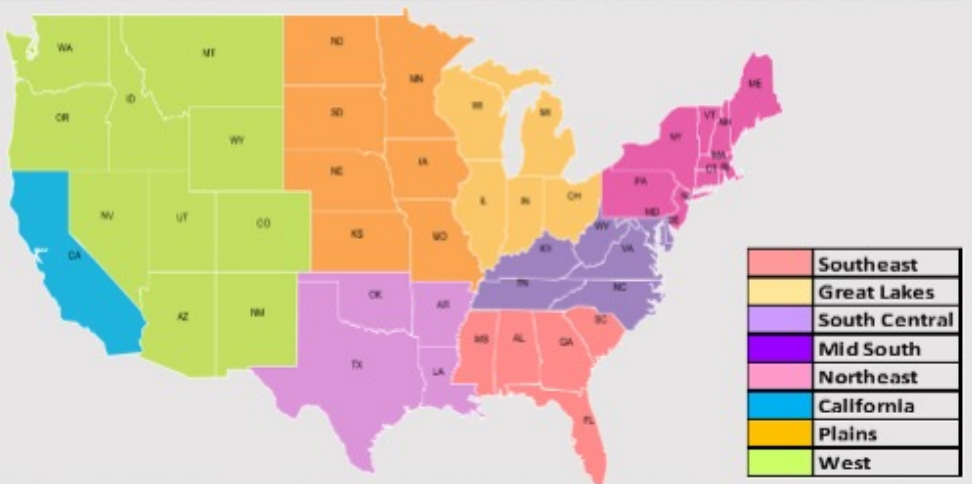 WA
MT
ND
MN
OR
ID
WY
SD
WI
MI
ME
VT
NH
NY
MA
CT
PA
NE
IA
NV
UT
CO
KS
MO
IL
IN
OH
MD
DE
WV
VA
KY
CA
AZ
NM
OK
AR
TN
NC
TX
LA
MS
AL
GA
SC
FL
Southeast
Great Lakes
South Central
Mid South
Northeast
California
Plains
West